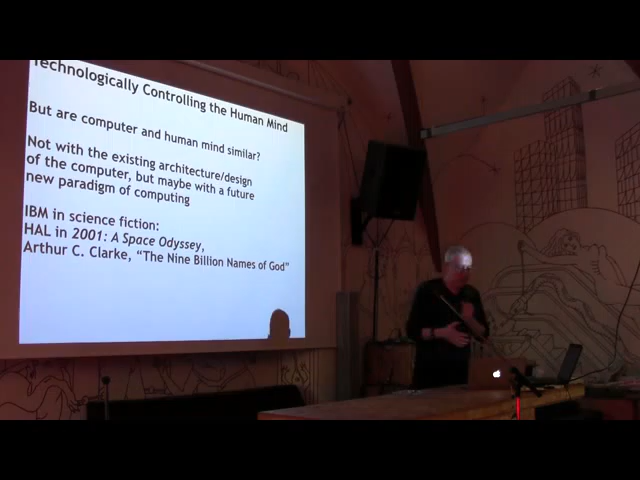 Technologically Controlling the Human Mind
But are computer and human mind similar?
Not with the existing architecture/design
of the computer, but maybe with a future
new paradigm of computing
IBM in science fiction:
HAL in 2001: A Space Odyssey,
Arthur C. Clarke, “The Nine Billion Names of God”